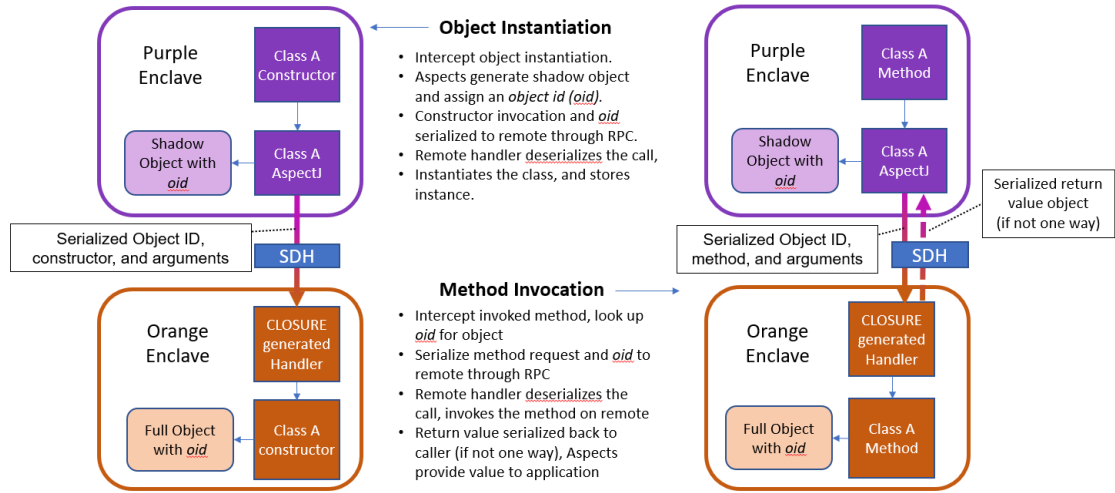 Purple
Enclave
Class A
Constructor
Shadow
Object with
oid
Class A
AspectJ
Serialized Object ID,
constructor, and arguments
SDH
Orange
Enclave
CLOSURE
generated
Handler
Full Object
with oid
Class A
constructor
Object Instantiation
• Intercept object instantiation.
• Aspects generate shadow object
and assign an object id (oid).
• Constructor invocation and oid
serialized to remote through RPC.
• Remote handler deserializes the call,
• Instantiates the class, and stores
instance.
Method Invocation
• Intercept invoked method, look up
oid for object
• Serialize method request and oid to
remote through RPC
• Remote handler deserializes the
call, invokes the method on remote
• Return value serialized back to
caller (if not one way), Aspects
provide value to application
Purple
Enclave
Class A
Method
Shadow
Object with
oid
Class A
AspectJ
Serialized return
value object
(if not one way)
Serialized Object ID,
method, and arguments
SDH
Orange
Enclave
CLOSURE
generated
Handler
Full Object
with oid
Class A
Method